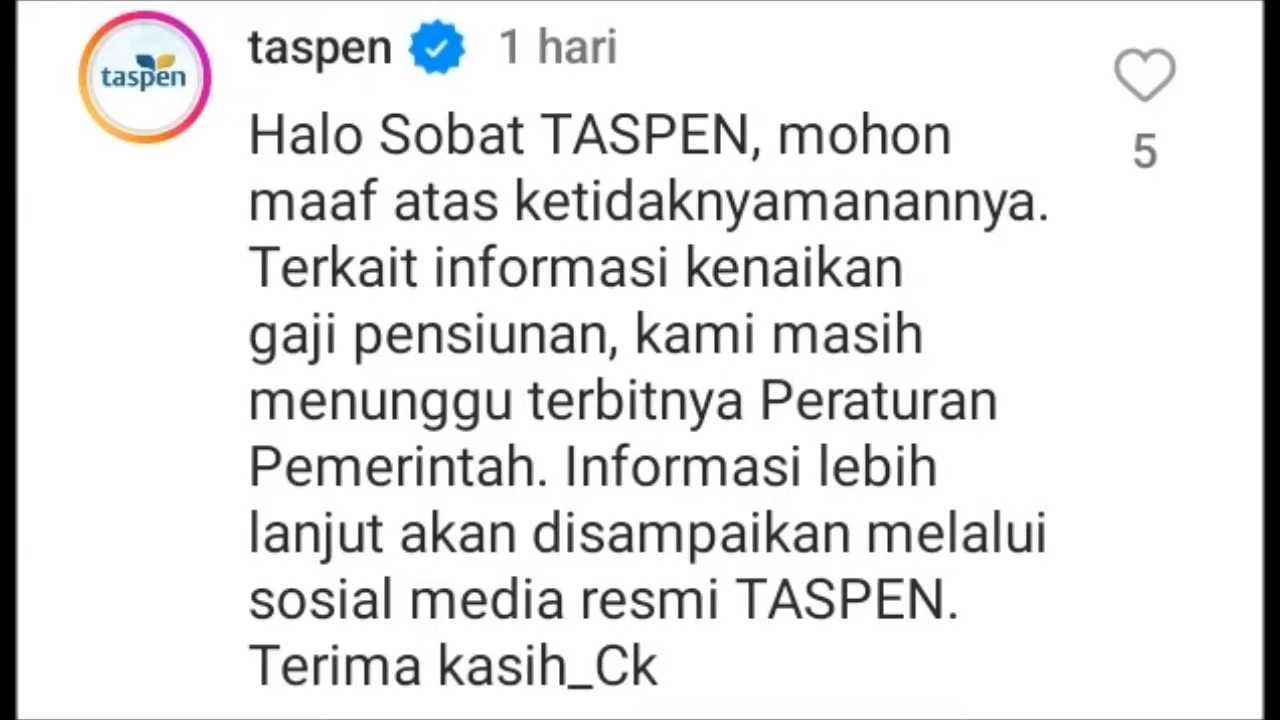 taspen
taspen 1 hari
Halo Sobat TASPEN, mohon
maaf atas ketidaknyamanannya.
Terkait informasi kenaikan
gaji pensiunan, kami masih
menunggu terbitnya Peraturan
Pemerintah. Informasi lebih
lanjut akan disampaikan melalui
sosial media resmi TASPEN.
Terima kasih_Ck
5